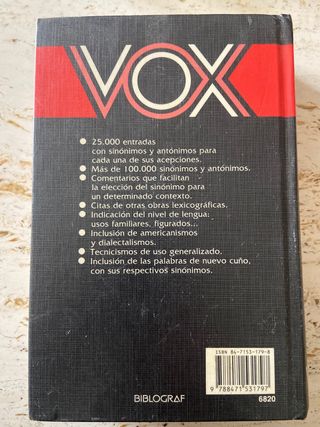 VOX
25.000 entradas
con sinónimos y antónimos para
cada una de sus acepciones.
Más de 100.000 sinónimos y antónimos.
Comentarios que facilitan
la elección del sinónimo para
un determinado contexto.
Citas de otras obras lexicográficas.
Indicación del nivel de lengua:
usos familiares, figurados...
Inclusión de americanismos
y dialectalismos.
Tecnicismos de uso generalizado.
Inclusión de las palabras de nuevo cuño,
con sus respectivos sinónimos.
ISBN 84-7153-179-8
9 788471 531797
BIBLOGRAF
6820